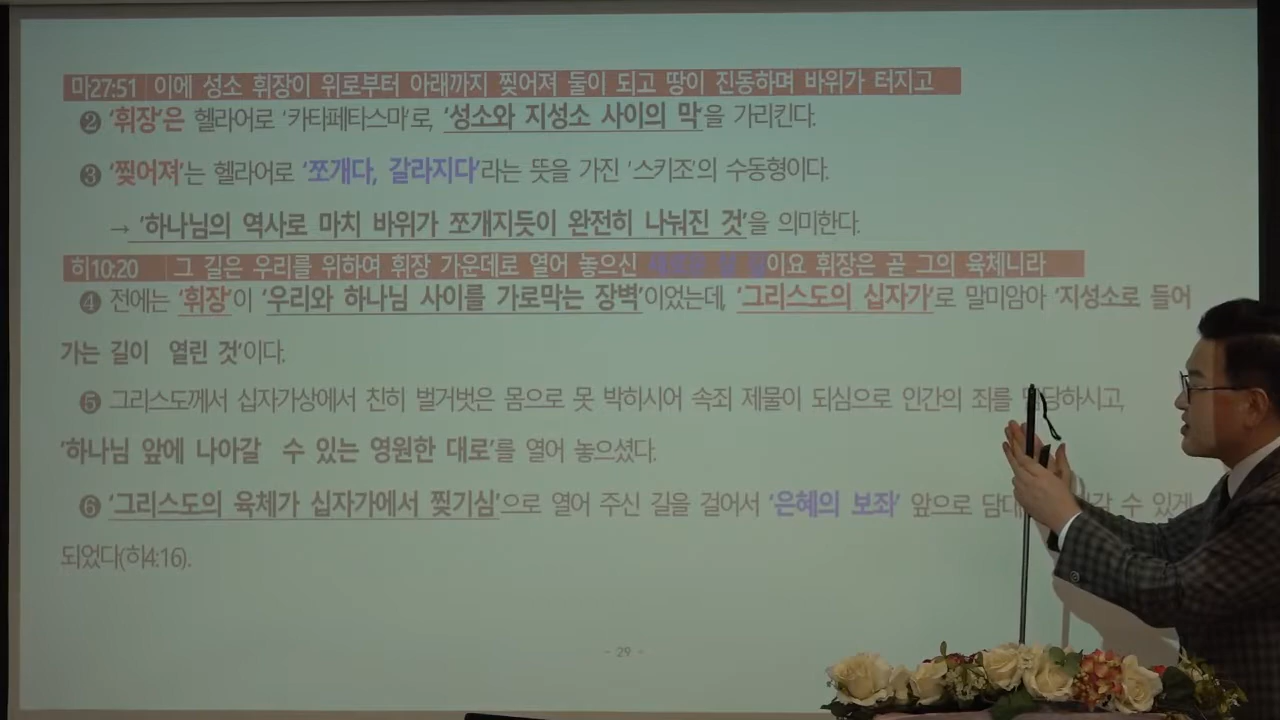 마27:51 이에 성소 휘장이 위로부터 아래까지 찢어져 둘이 되고 땅이 진동하며 바위가 터지고
❷ '휘장'은 헬라어로 '카타페타스마'로, '성소와 지성소 사이의 막'을 가리킨다.
❸ '찢어져'는 헬라어로 '쪼개다, 갈라지다'라는 뜻을 가진 '스키조'의 수동형이다.
→ '하나님의 역사로 마치 바위가 쪼개지듯이 완전히 나눠진 것'을 의미한다.
히10:20 그 길은 우리를 위하여 휘장 가운데로 열어 놓으신 이요 휘장은 곧 그의 육체니라
❹ 전에는 '휘장'이 '우리와 하나님 사이를 가로막는 장벽'이었는데, '그리스도의 십자가'로 말미암아 '지성소로 들어
가는 길이 열린 것'이다.
❺ 그리스도께서 십자가상에서 친히 벌거벗은 몸으로 못 박히시어 속죄 제물이 되심으로 인간의 죄를 당하시고,
'하나님 앞에 나아갈 수 있는 영원한 대로'를 열어 놓으셨다.
❻ '그리스도의 육체가 십자가에서 찢기심'으로 열어 주신 길을 걸어서 '은혜의 보좌' 앞으로 담대 수 있게
되었다(히4:16).
- 29 -